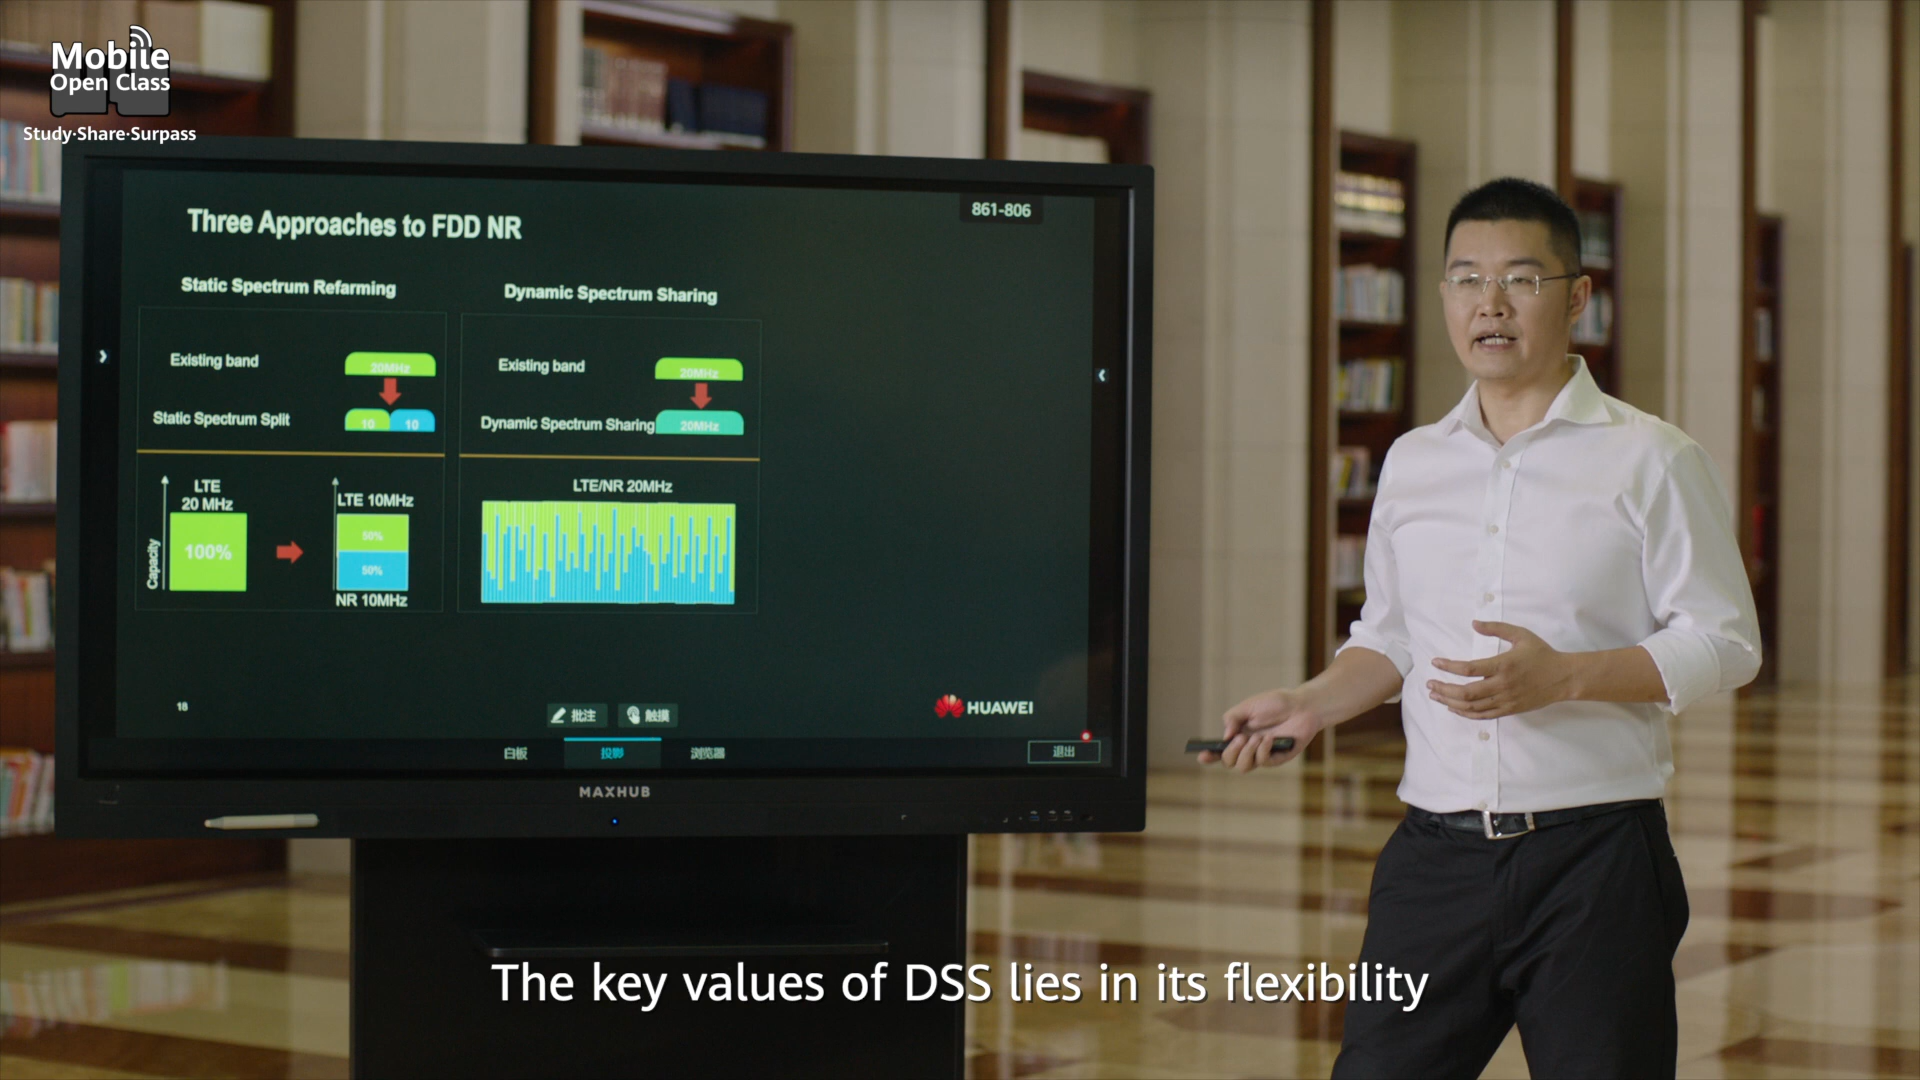 Mobile
Open Class
Study·Share·Surpass
861-806
Three Approaches to FDD NR
Static Spectrum Refarming
Existing band
20MHz
Static Spectrum Split
10 10
Capacity
LTE
20 MHz
100%
LTE 10MHz
50%
50%
NR 10MHz
Dynamic Spectrum Sharing
Existing band
20MHz
Dynamic Spectrum Sharing
20MHz
LTE/NR 20MHz
18
批注 触摸
HUAWEI
白板 投影 浏览器 退出
MAXHUB
The key values of DSS lies in its flexibility